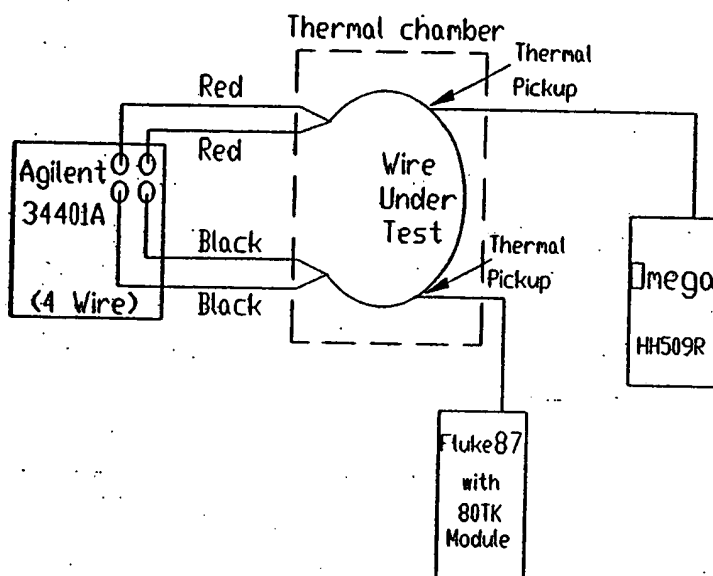 Thermal chamber
Thermal
Pickup
Red
Red
Agilent
34401A
(4 Wire)
Wire
Under
Test
Black
Black
Thermal
Pickup
Omega
HH509R
Fluke87
with
80TK
Module